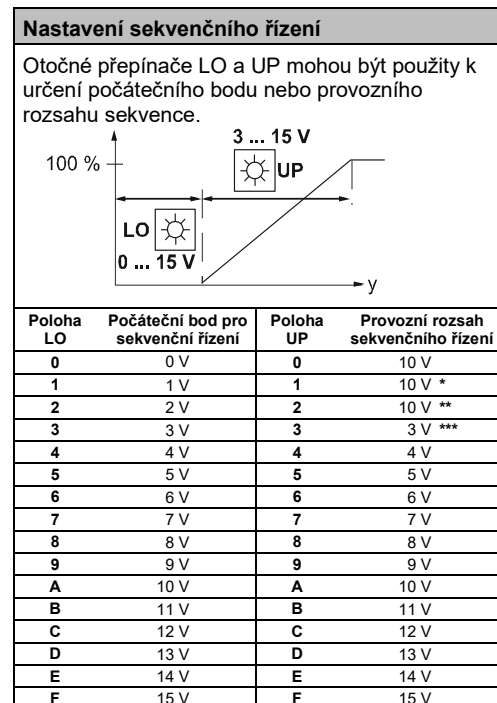 Nastavení sekvenčního řízení
Otočné přepínače LO a UP mohou být použity k
určení počátečního bodu nebo provozního
rozsahu sekvence.
3 ... 15 V
100 %
UP
LO
0 ... 15 V
y
Poloha LO Počáteční bod pro sekvenční řízení Poloha UP Provozní rozsah sekvenčního řízení
0 0 V 0 10 V
1 1 V 1 10 V *
2 2 V 2 10 V **
3 3 V 3 3 V ***
4 4 V 4 4 V
5 5 V 5 5 V
6 6 V 6 6 V
7 7 V 7 7 V
8 8 V 8 8 V
9 9 V 9 9 V
A 10 V A 10 V
B 11 V B 11 V
C 12 V C 12 V
D 13 V D 13 V
E 14 V E 14 V
F 15 V F 15 V